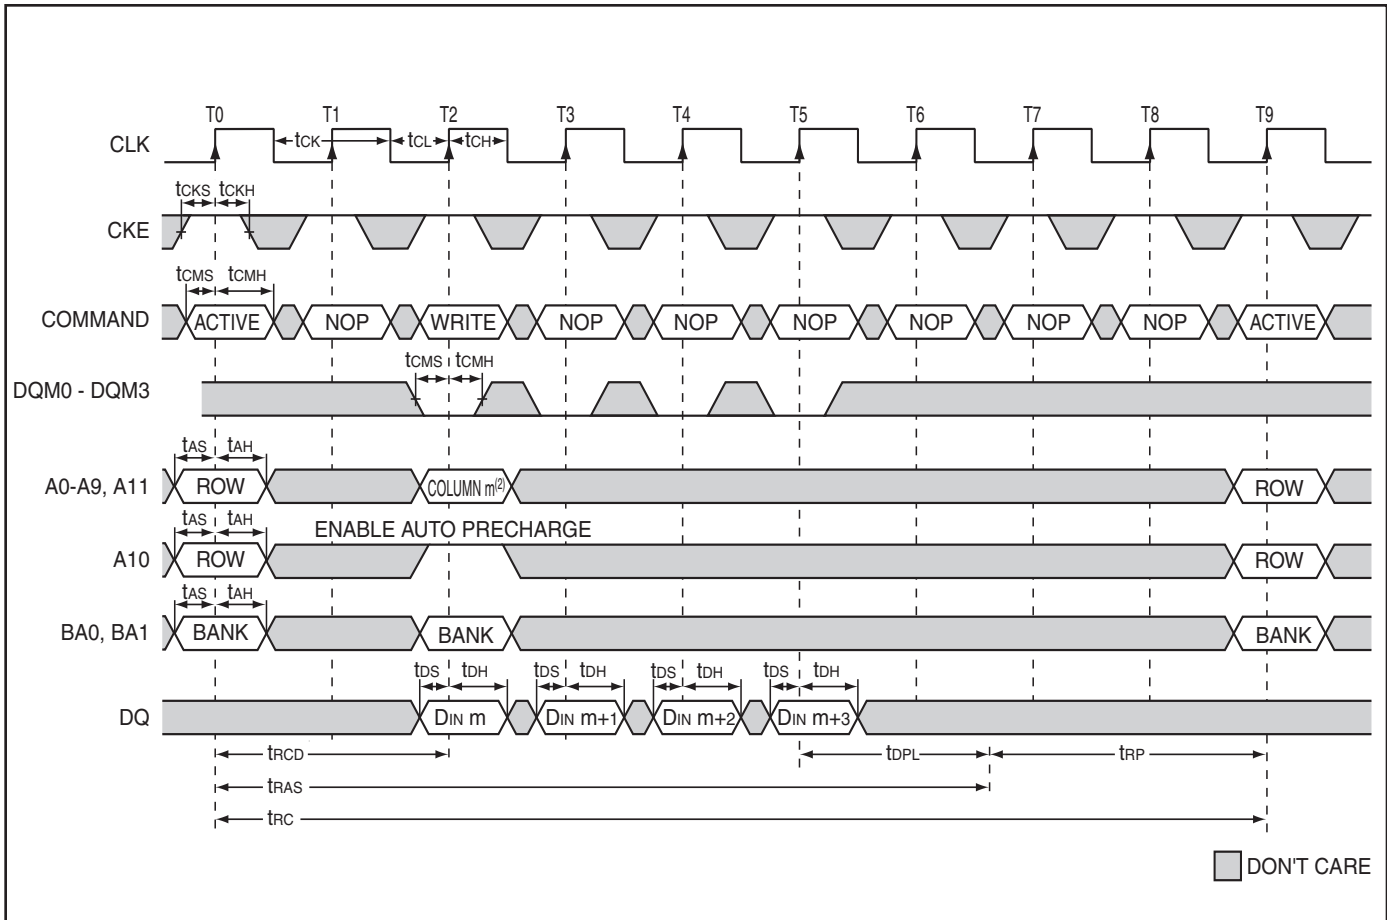 T0 T1 T2 T3 T4 T5 T6 T7 T8 T9
CLK tCK tCL tCH
tCKS tCKH
CKE
tCMS tCMH
COMMAND ACTIVE NOP WRITE NOP NOP NOP NOP NOP NOP ACTIVE
tCMS tCMH
DQM0 - DQM3
tAS tAH
A0-A9, A11 ROW COLUMN m(2) ROW
tAS tAH
ENABLE AUTO PRECHARGE
A10 ROW ROW
tAS tAH
BA0, BA1 BANK BANK BANK
tDS tDH tDS tDH tDS tDH tDS tDH
DQ DIN m DIN m+1 DIN m+2 DIN m+3
tRCD tDPL tRP
tRAS
tRC
DON'T CARE